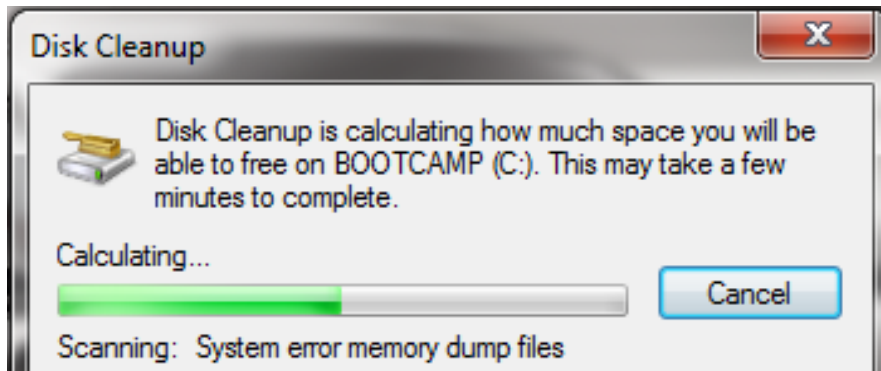 Disk Cleanup
Disk Cleanup is calculating how much space you will be
able to free on BOOTCAMP (C:). This may take a few
minutes to complete.
Calculating...
Cancel
Scanning: System error memory dump files